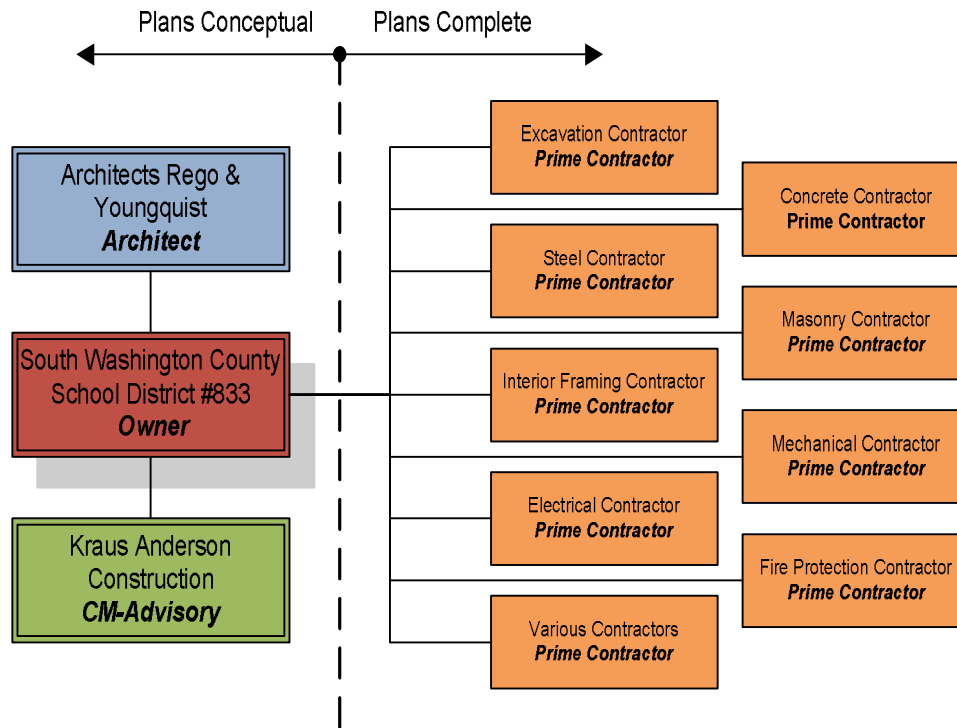 Plans Conceptual
Plans Complete
Architects Rego &
Youngquist
Architect
South Washington County
School District #833
Owner
Kraus Anderson
Construction
CM-Advisory
Excavation Contractor
Prime Contractor
Concrete Contractor
Prime Contractor
Steel Contractor
Prime Contractor
Masonry Contractor
Prime Contractor
Interior Framing Contractor
Prime Contractor
Mechanical Contractor
Prime Contractor
Electrical Contractor
Prime Contractor
Fire Protection Contractor
Prime Contractor
Various Contractors
Prime Contractor